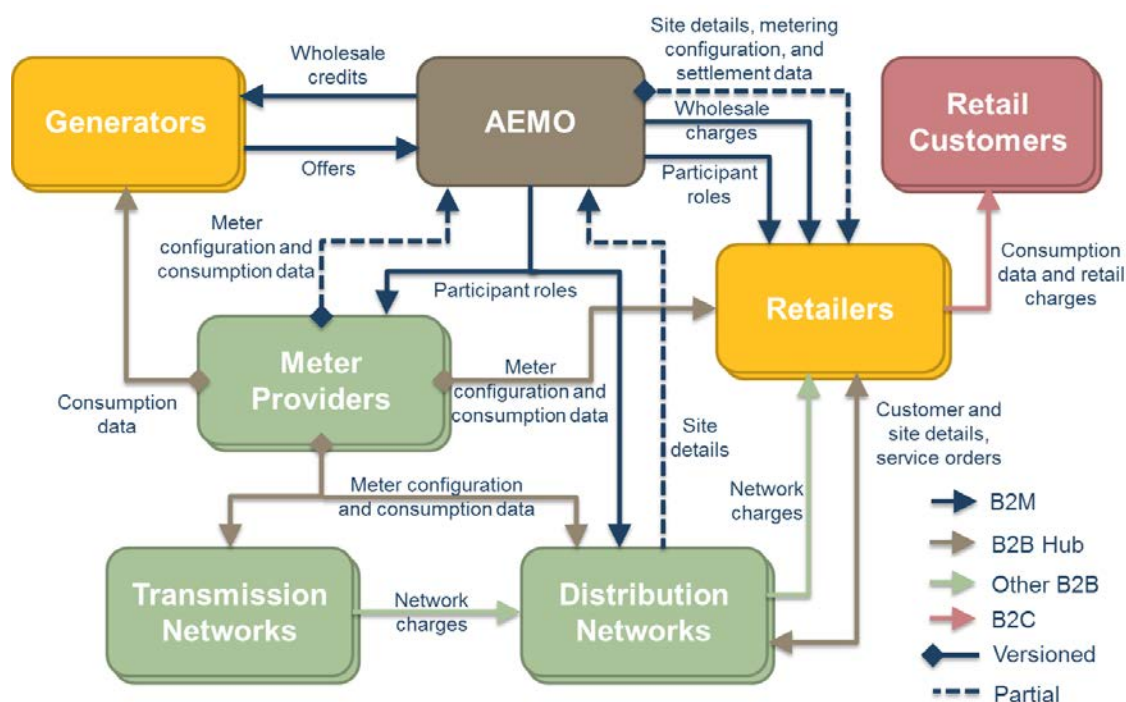 Wholesale
credits
Generators
Offers
AEMO
Site details, metering
configuration, and
settlement data
Wholesale
charges
Participant
roles
Retail
Customers
Meter
configuration and
consumption data
Participant roles
Consumption
data and retail
charges
Retailers
Meter
Providers
Meter
configuration and
consumption data
Consumption
data
Site
details
Customer and
site details,
service orders
Meter configuration
and consumption data
Network
charges
Transmission
Networks
Network
charges
Distribution
Networks
B2M
B2B Hub
Other B2B
B2C
Versioned
Partial